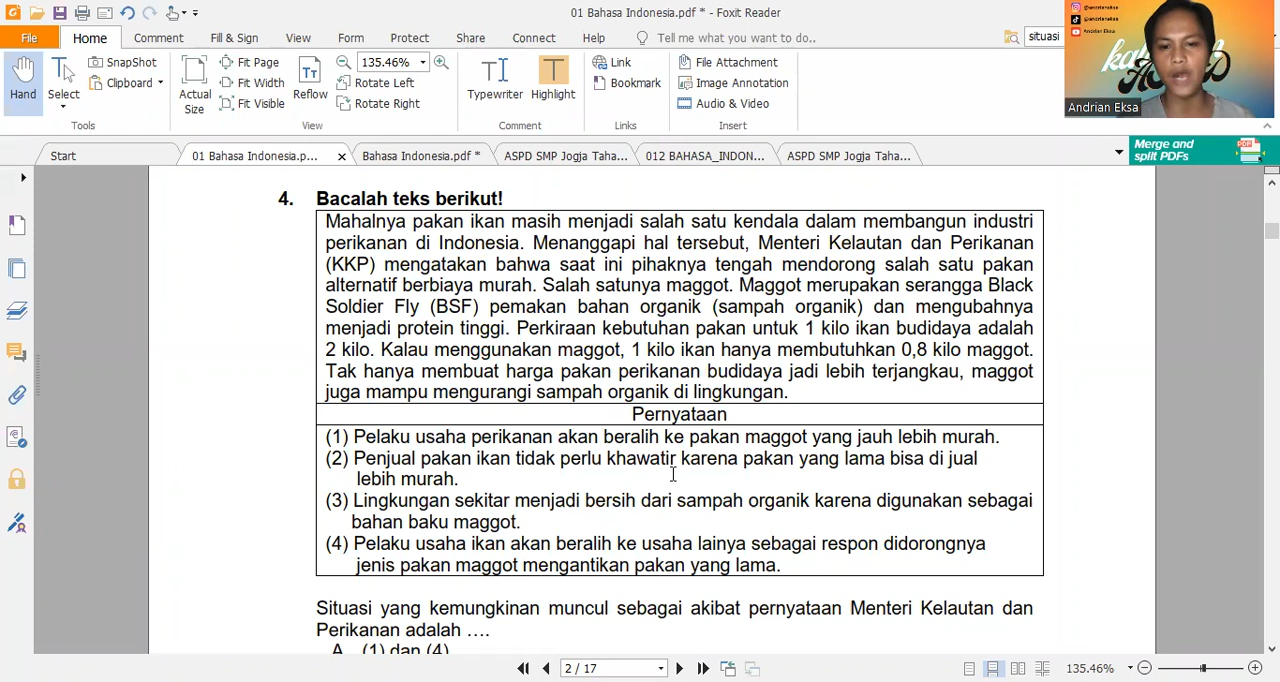 01 Bahasa Indonesia.pdf * - Foxit Reader
File
Home
Comment
Fill & Sign
View
Form
Protect
Share
Connect
Help
Tell me what you want to do..
situasi
Hand
Select
SnapShot
Clipboard
Tools
Actual
Size
Fit Page
Fit Width
Fit Visible
Reflow
135.46%
Rotate Left
Rotate Right
View
Typewriter
Highlight
Comment
Link
Bookmark
Links
File Attachment
Image Annotation
Audio & Video
Insert
@andrianeksa
@andrianeksa
Andrian Eksa
Andrian Eksa
Start
01 Bahasa Indonesia.p...
Bahasa Indonesia.pdf *
ASPD SMP Jogja Taha...
012 BAHASA_INDON...
ASPD SMP Jogja Taha...
Merge and
split PDFs
4. Bacalah teks berikut!
Mahalnya pakan ikan masih menjadi salah satu kendala dalam membangun industri
perikanan di Indonesia. Menanggapi hal tersebut, Menteri Kelautan dan Perikanan
(KKP) mengatakan bahwa saat ini pihaknya tengah mendorong salah satu pakan
alternatif berbiaya murah. Salah satunya maggot. Maggot merupakan serangga Black
Soldier Fly (BSF) pemakan bahan organik (sampah organik) dan mengubahnya
menjadi protein tinggi. Perkiraan kebutuhan pakan untuk 1 kilo ikan budidaya adalah
2 kilo. Kalau menggunakan maggot, 1 kilo ikan hanya membutuhkan 0,8 kilo maggot.
Tak hanya membuat harga pakan perikanan budidaya jadi lebih terjangkau, maggot
juga mampu mengurangi sampah organik di lingkungan.
Pernyataan
(1) Pelaku usaha perikanan akan beralih ke pakan maggot yang jauh lebih murah.
(2) Penjual pakan ikan tidak perlu khawatir karena pakan yang lama bisa di jual
lebih murah.
(3) Lingkungan sekitar menjadi bersih dari sampah organik karena digunakan sebagai
bahan baku maggot.
(4) Pelaku usaha ikan akan beralih ke usaha lainya sebagai respon didorongnya
jenis pakan maggot mengantikan pakan yang lama.
Situasi yang kemungkinan muncul sebagai akibat pernyataan Menteri Kelautan dan
Perikanan adalah ....
A. (1) dan (4)
2 / 17
135.46%